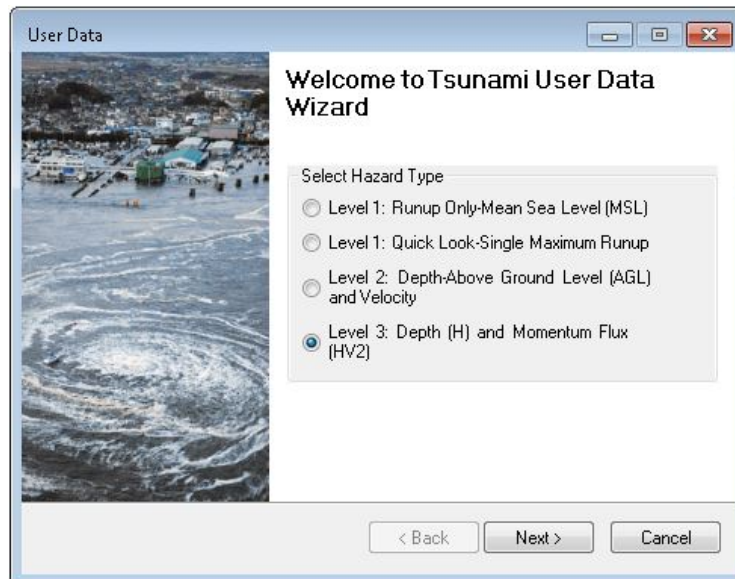 User Data
Welcome to Tsunami User Data
Wizard
Select Hazard Type
Level 1: Runup Only-Mean Sea Level (MSL)
Level 1: Quick Look-Single Maximum Runup
Level 2: Depth-Above Ground Level (AGL)
and Velocity
Level 3: Depth (H) and Momentum Flux
(HV2)
< Back
Next >
Cancel